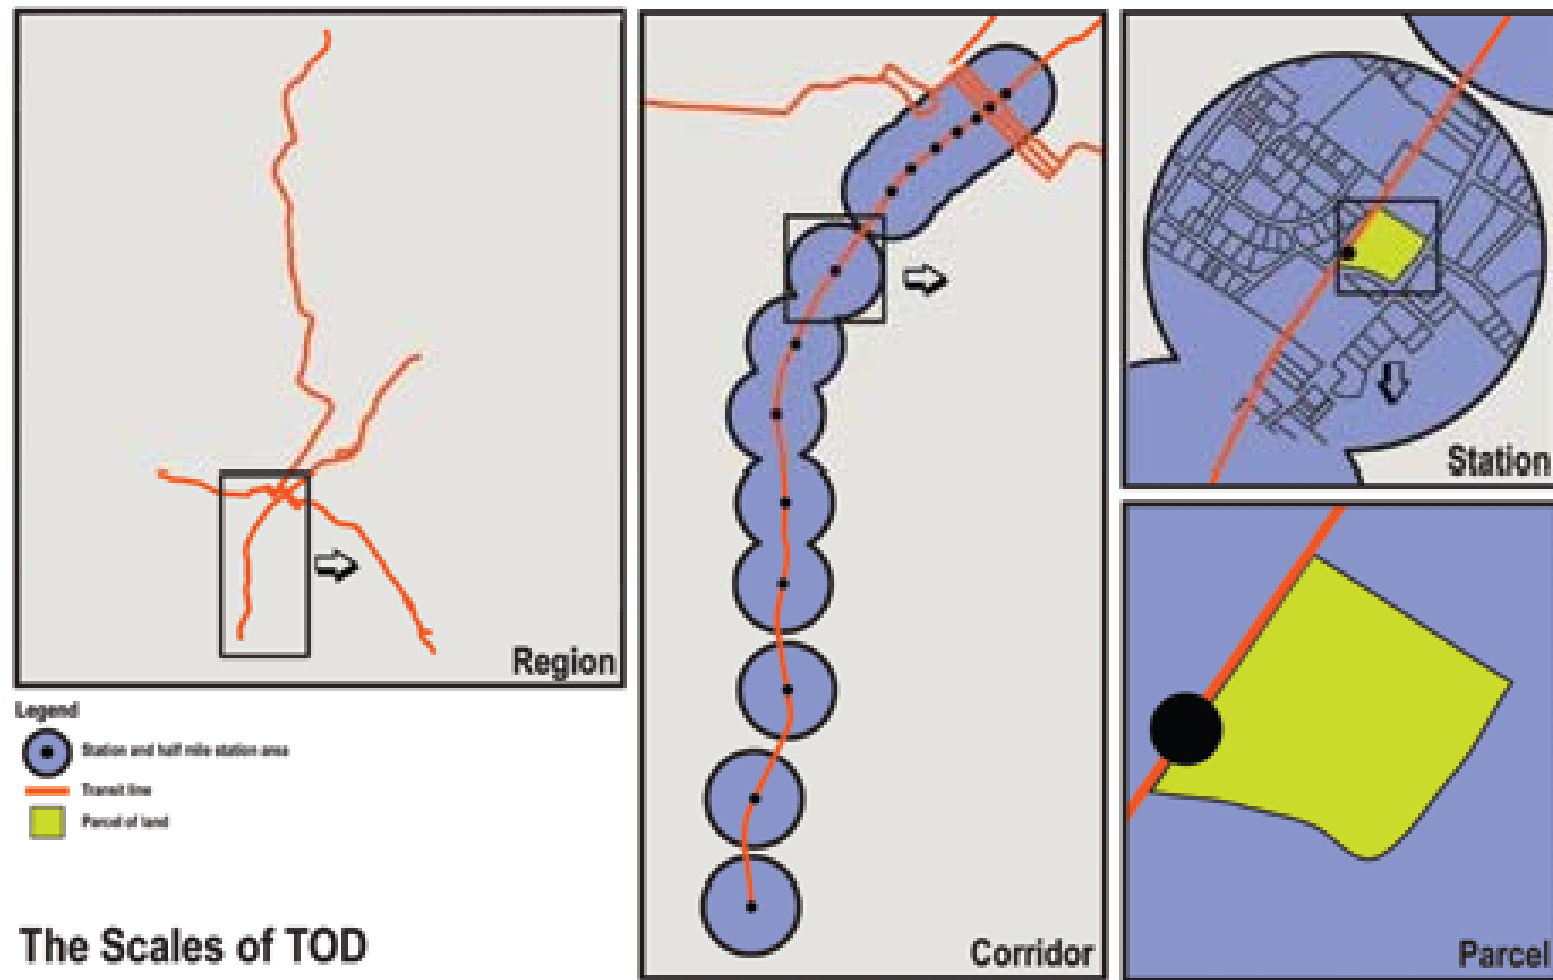 Region
Legend
Station and half mile station area
Transit line
Parcel of land
The Scales of TOD
Corridor
Station
Parcel